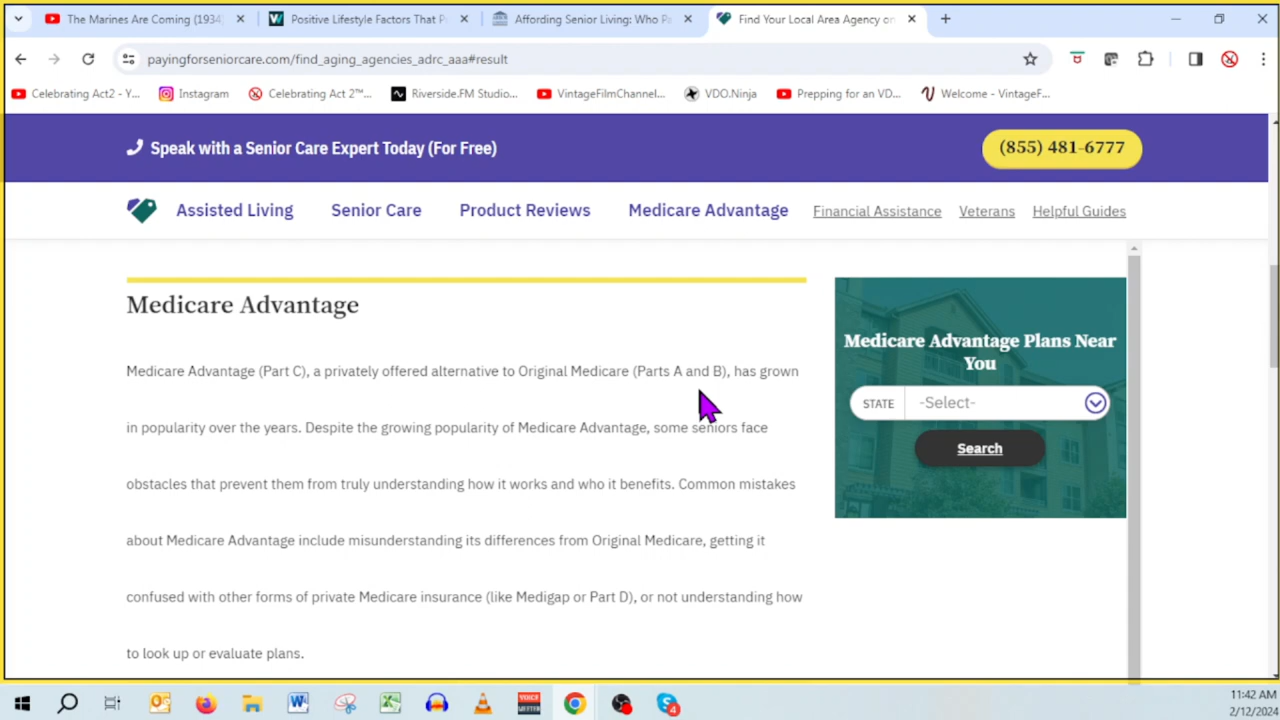 The Marines Are Coming (1934)
Positive Lifestyle Factors That P
Affording Senior Living: Who Pa
Find Your Local Area Agency on
payingforseniorcare.com/find_aging_agencies_adrc_aaa#result
Celebrating Act2 - Y...
Instagram
Celebrating Act 2™...
Riverside.FM Studio...
VintageFilmChannel...
VDO.Ninja
Prepping for an VD...
Welcome - VintageF...
Speak with a Senior Care Expert Today (For Free)
(855) 481-6777
Assisted Living
Senior Care
Product Reviews
Medicare Advantage
Financial Assistance
Veterans
Helpful Guides
Medicare Advantage
Medicare Advantage (Part C), a privately offered alternative to Original Medicare (Parts A and B), has grown
in popularity over the years. Despite the growing popularity of Medicare Advantage, some seniors face
obstacles that prevent them from truly understanding how it works and who it benefits. Common mistakes
about Medicare Advantage include misunderstanding its differences from Original Medicare, getting it
confused with other forms of private Medicare insurance (like Medigap or Part D), or not understanding how
to look up or evaluate plans.
Medicare Advantage Plans Near
You
STATE
-Select-
Search
VOICE
MEETER
4
11:42 AM
2/12/2024